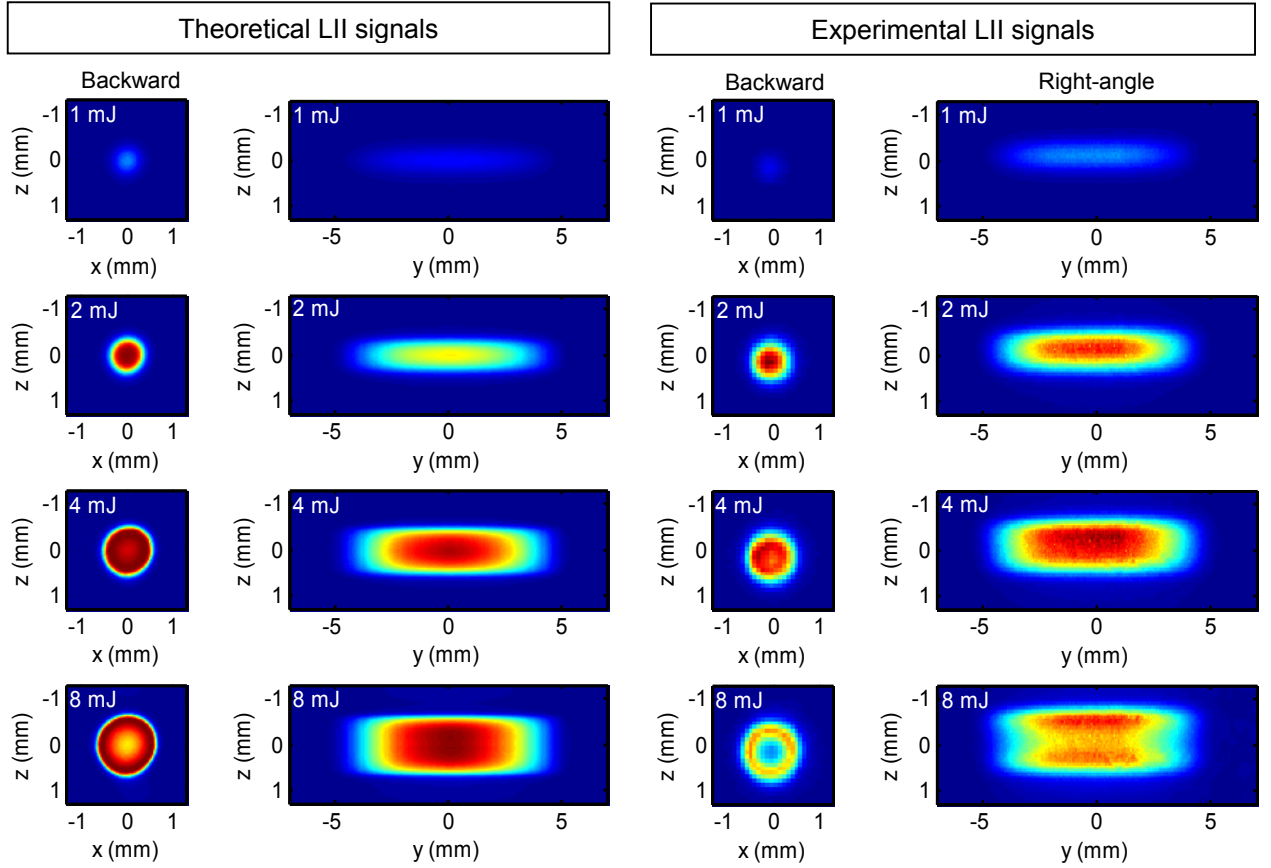 Theoretical LII signals
Experimental LII signals
Backward
Backward
Right-angle
1 mJ
-1
0
1
z (mm)
-1 0 1
x (mm)
1 mJ
-1
0
1
z (mm)
-5 0 5
y (mm)
1 mJ
-1
0
1
z (mm)
-1 0 1
x (mm)
1 mJ
-1
0
1
z (mm)
-5 0 5
y (mm)
2 mJ
-1
0
1
z (mm)
-1 0 1
x (mm)
2 mJ
-1
0
1
z (mm)
-5 0 5
y (mm)
2 mJ
-1
0
1
z (mm)
-1 0 1
x (mm)
2 mJ
-1
0
1
z (mm)
-5 0 5
y (mm)
4 mJ
-1
0
1
z (mm)
-1 0 1
x (mm)
4 mJ
-1
0
1
z (mm)
-5 0 5
y (mm)
4 mJ
-1
0
1
z (mm)
-1 0 1
x (mm)
4 mJ
-1
0
1
z (mm)
-5 0 5
y (mm)
8 mJ
-1
0
1
z (mm)
-1 0 1
x (mm)
8 mJ
-1
0
1
z (mm)
-5 0 5
y (mm)
8 mJ
-1
0
1
z (mm)
-1 0 1
x (mm)
8 mJ
-1
0
1
z (mm)
-5 0 5
y (mm)